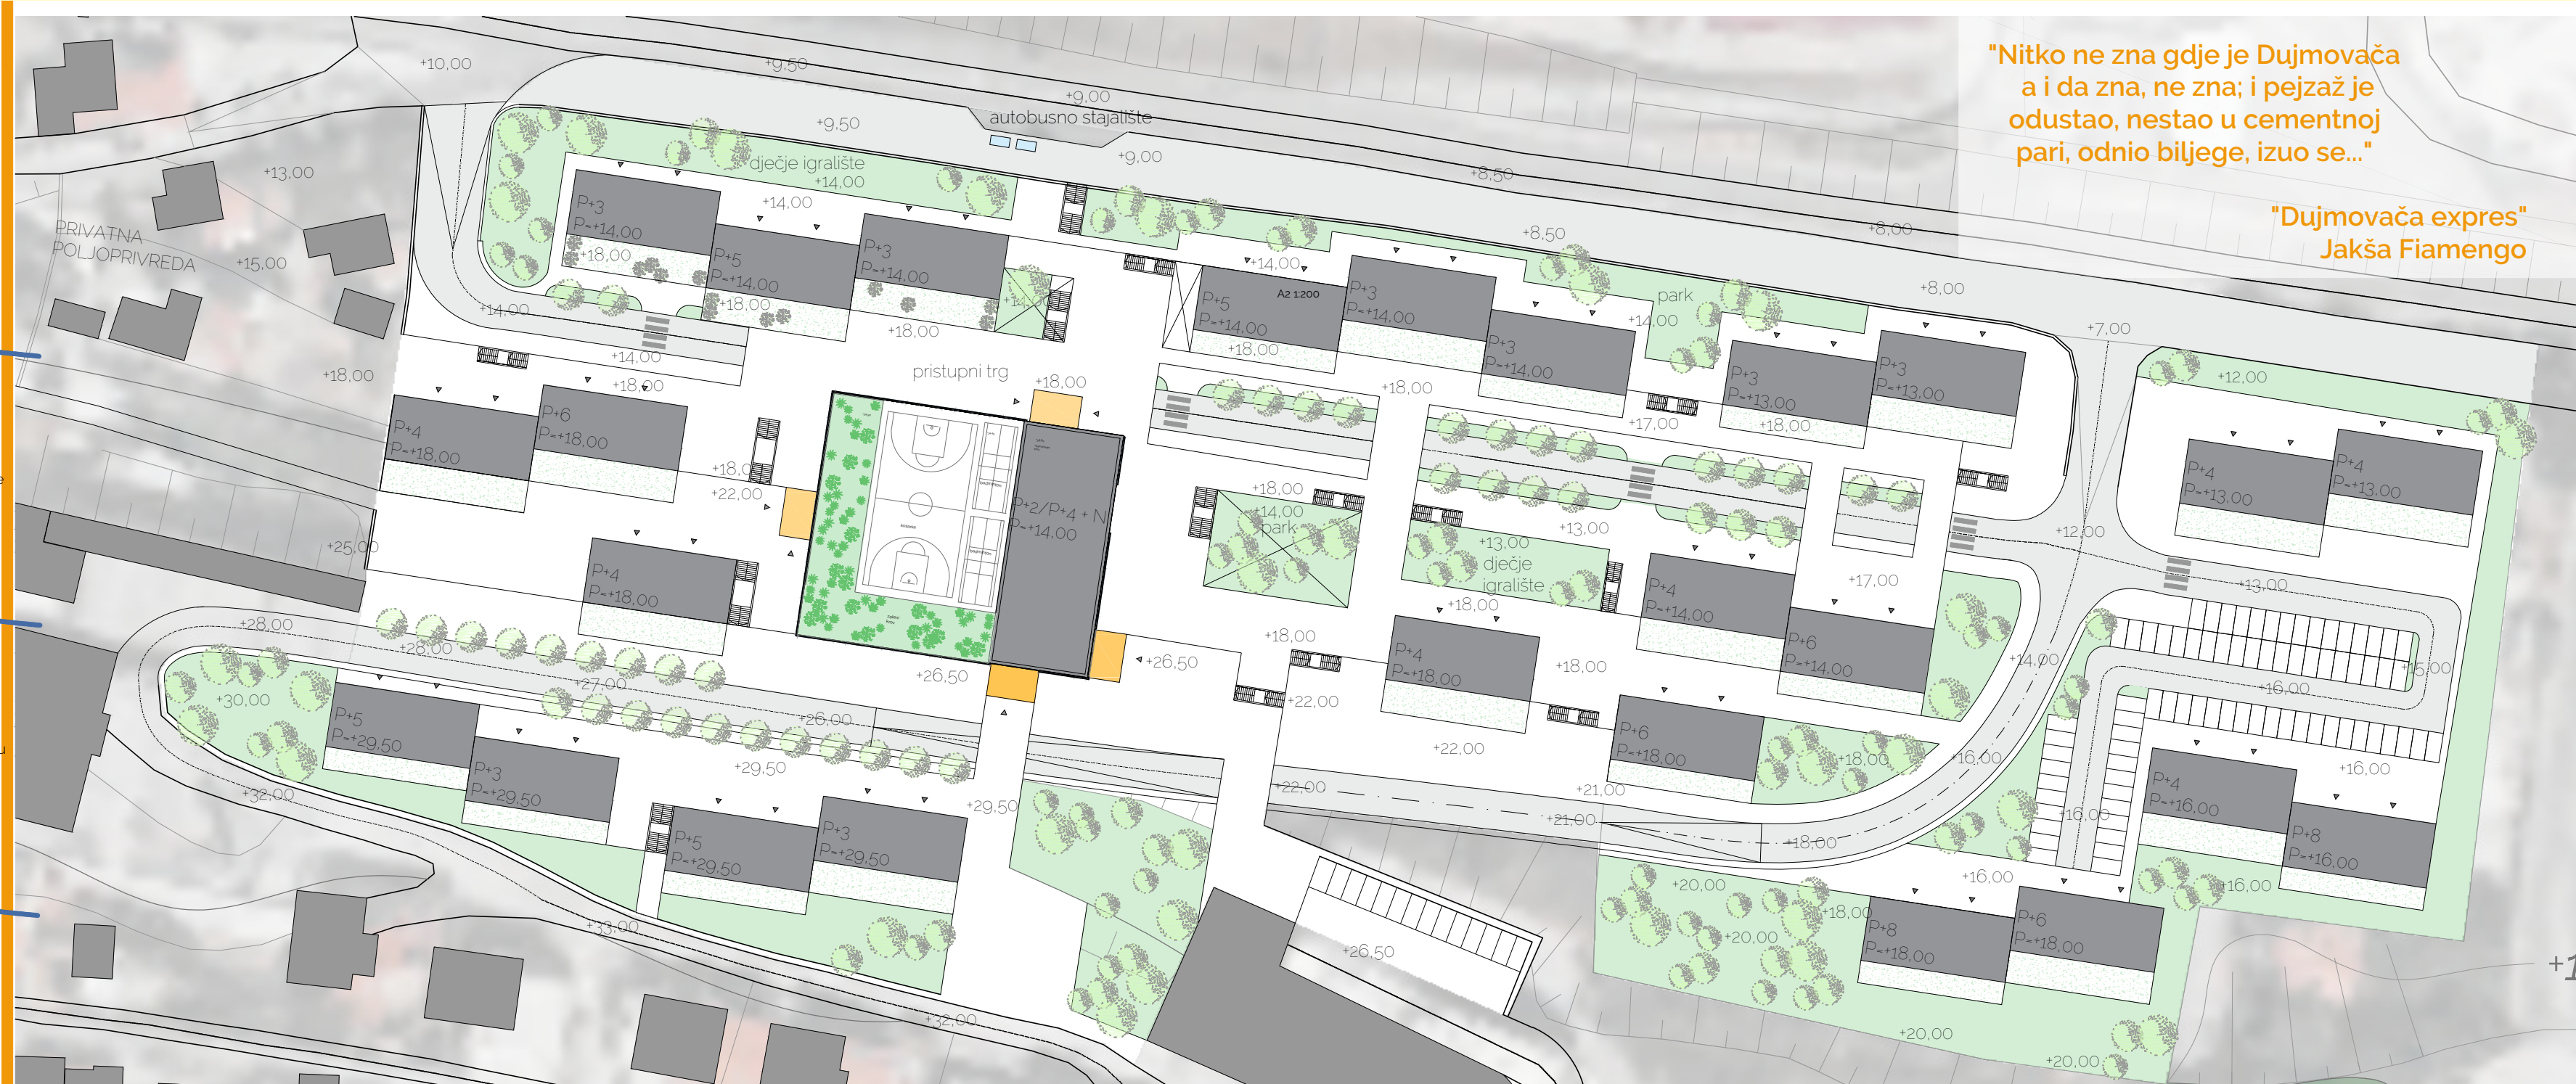 "Nitko ne zna gdje je Dujmovača
a i da zna, ne zna; i pejzaž je
odustao, nestao u cementnoj
pari, odnio biljege, izuo se..."
"Dujmovača expres"
Jakša Fiamengo
+10,00
+9,50
+9,00
autobusno stajalište
+9,50
+9,00
+8,50
+8,50
+8,00
+8,00
+7,00
+13,00
PRIVATNA
POLJOPRIVREDA
+15,00
+18,00
+25,00
dječje igralište
+14,00
+14,00
P+3
P=+14,00
+18,00
P+5
P=+14,00
+18,00
P+3
P=+14,00
+18,00
+14,00
+14,00
+18,00
pristupni trg
+18,00
+14,00
P+5
P=+14,00
A2 1:200
+18,00
P+3
P=+14,00
P+3
P=+14,00
+18,00
park
+14,00
P+3
P=+13,00
+18,00
P+3
P=+13,00
+17,00
+12,00
P+4
P=+13,00
P+4
P=+13,00
P+4
P=+18,00
P+6
P=+18,00
+22,00
P+4
P=+18,00
P+2/P+4 + N
P=+14,00
+18,00
+14,00
park
+13,00
+13,00
dječje
igralište
+18,00
+12,00
+13,00
+17,00
P+4
P=+14,00
P+6
P=+14,00
+14,00
+15,00
+16,00
+28,00
+28,00
+27,00
+26,00
+26,50
+26,50
+18,00
+22,00
P+4
P=+18,00
+18,00
+22,00
P+6
P=+18,00
+18,00
+16,00
+16,00
+16,00
P+4
P=+16,00
P+8
P=+16,00
+16,00
+30,00
P+5
P=+29,50
P+3
P=+29,50
+29,50
+29,50
P+5
P=+29,50
P+3
P=+29,50
+22,00
+21,00
+21,00
+18,00
+32,00
+33,00
+32,00
+26,50
+20,00
+20,00
+18,00
+16,00
P+8
P=+18,00
P+6
P=+18,00
+20,00
+20,00